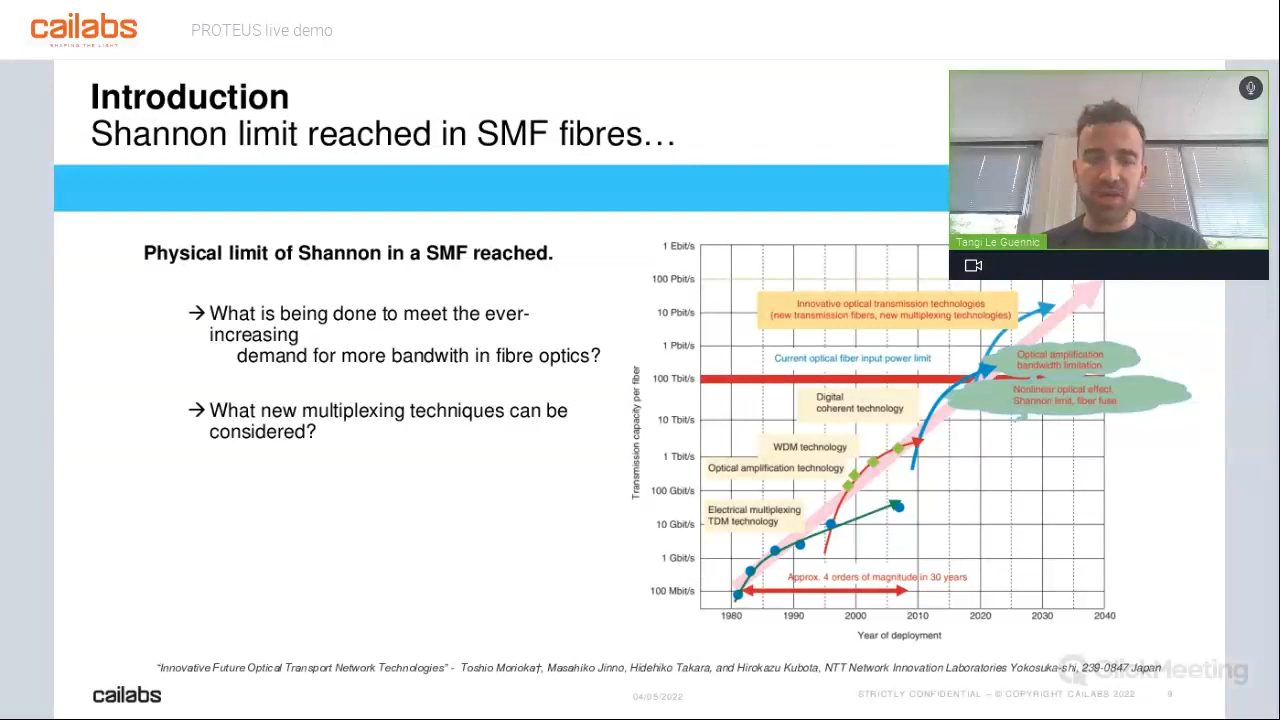 cailabs
SHAPING THE LIGHT
PROTEUS live demo
Introduction
Shannon limit reached in SMF fibres…
Tangi Le Guennic
Physical limit of Shannon in a SMF reached.
→ What is being done to meet the ever-
increasing
demand for more bandwith in fibre optics?
→ What new multiplexing techniques can be
considered?
Transmission capacity per fiber
1 Ebit/s
100 Pbit/s
10 Pbit/s
1 Pbit/s
100 Tbit/s
10 Tbit/s
1 Tbit/s
100 Gbit/s
10 Gbit/s
1 Gbit/s
100 Mbit/s
Innovative optical transmission technologies
(new transmission fibers, new multiplexing technologies)
Current optical fiber input power limit
Optical amplification
bandwidth limitation
Nonlinear optical effect,
Shannon limit, fiber fuse
Digital
coherent technology
WDM technology
Optical amplification technology
Electrical multiplexing
TDM technology
Approx. 4 orders of magnitude in 30 years
1980 1990 2000 2010 2020 2030 2040
Year of deployment
“Innovative Future Optical Transport Network Technologies” - Toshio Morioka†, Masahiko Jinno, Hidehiko Takara, and Hirokazu Kubota, NTT Network Innovation Laboratories Yokosuka-shi, 239-0847 Japan
ClickMeeting
cailabs
04/05/2022
STRICTLY CONFIDENTIAL – © COPYRIGHT CAILABS 2022
9